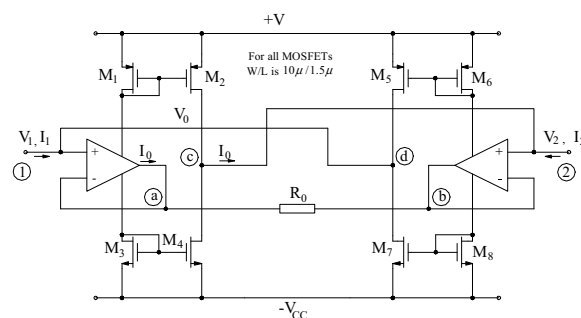 +V
For all MOSFETs
W/L is 10μ/1.5μ
M1 M2 M5 M6
V0
V1, I1 I0 c I0 d V2 , I2
1 + + 2
- a R0 b -
M3 M4 M7 M8
-VCC